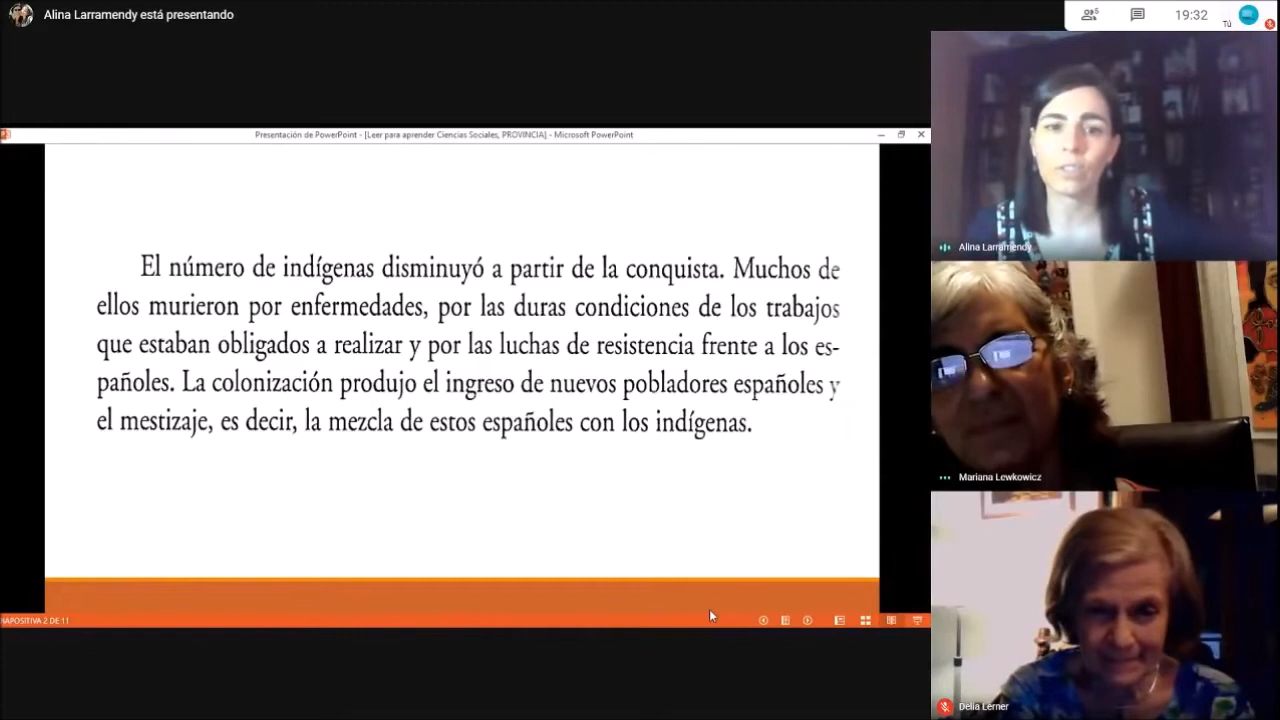 Alina Larramendy está presentando
5
19:32
Tú
Presentación de PowerPoint - [Leer para aprender Ciencias Sociales, PROVINCIA] - Microsoft PowerPoint
El número de indígenas disminuyó a partir de la conquista. Muchos de
ellos murieron por enfermedades, por las duras condiciones de los trabajos
que estaban obligados a realizar y por las luchas de resistencia frente a los es-
pañoles. La colonización produjo el ingreso de nuevos pobladores españoles y
el mestizaje, es decir, la mezcla de estos españoles con los indígenas.
DIAPOSITIVA 2 DE 11
Alina Larramendy
Mariana Lewkowicz
Delia Lerner